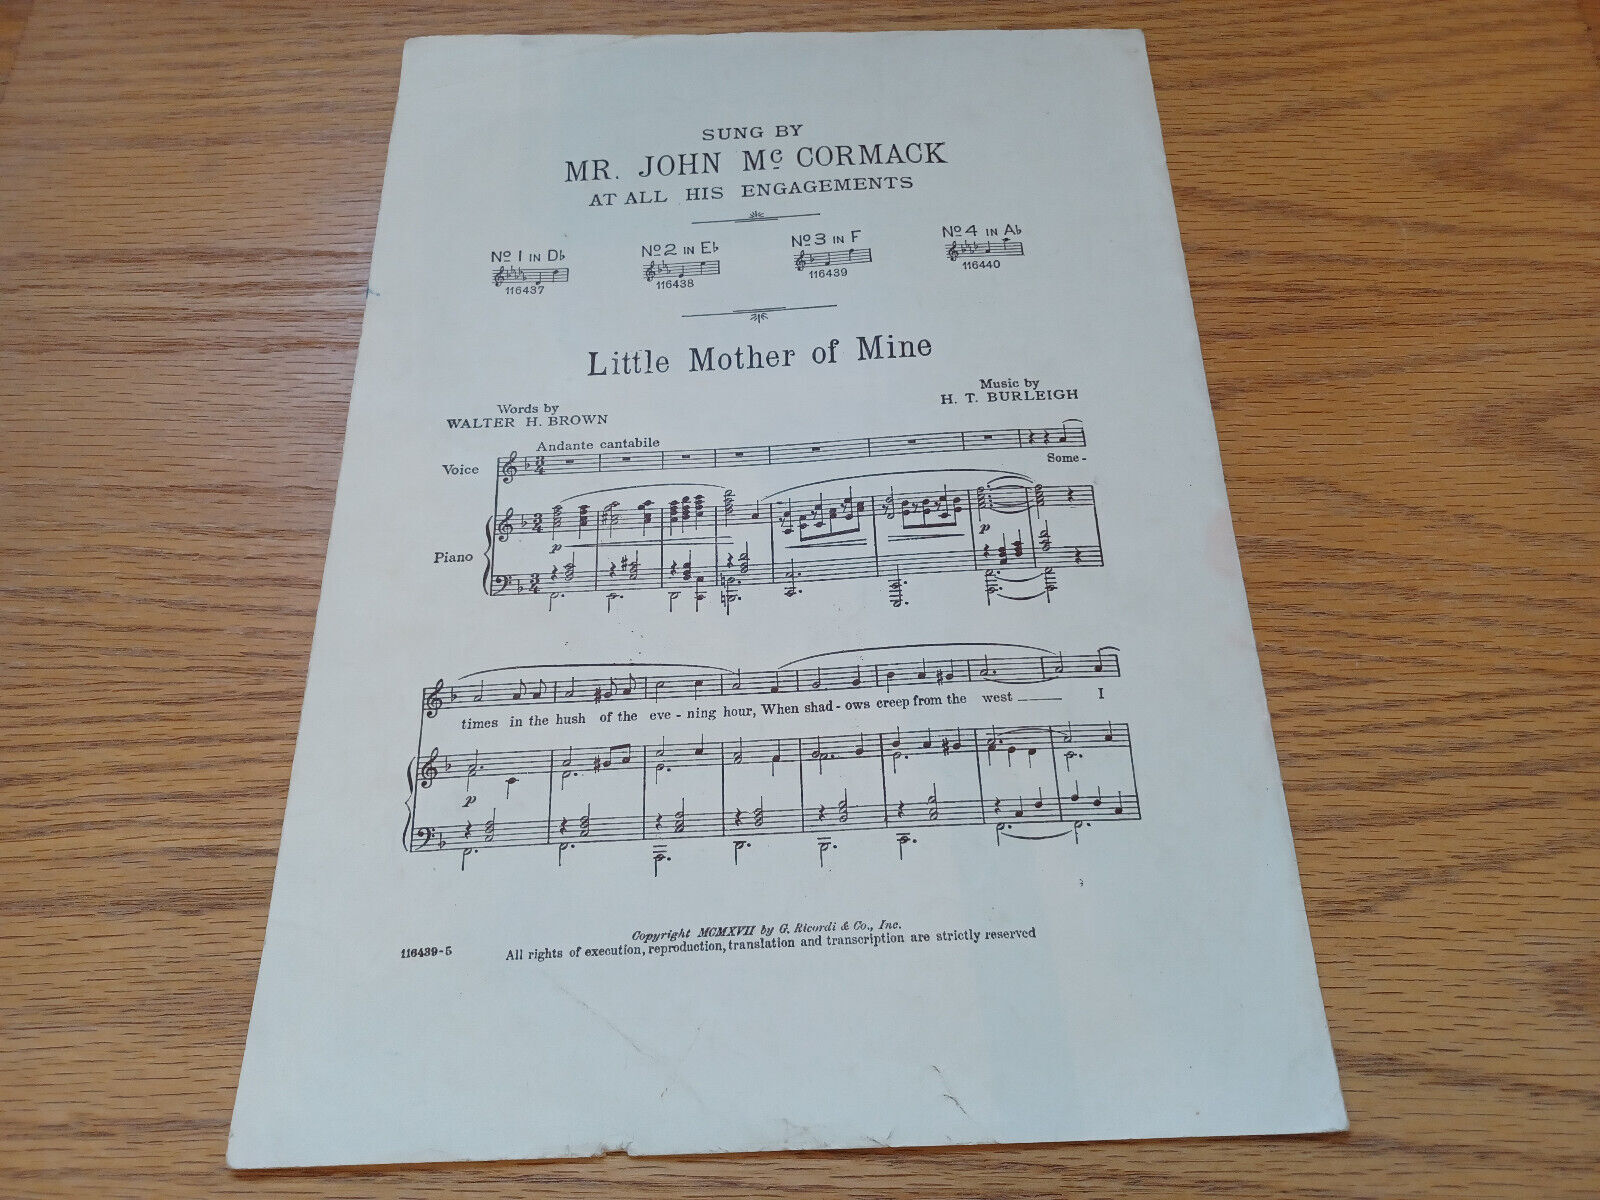 SUNG BY
MR. JOHN Mc CORMACK
AT ALL HIS ENGAGEMENTS
No 1 IN D♭ No 2 IN E♭ No 3 IN F No 4 IN A♭
116437 116438 116439 116440
Little Mother of Mine
Words by
WALTER H. BROWN
Music by
H. T. BURLEIGH
Andante cantabile
Voice
Some-
p p
Piano
times in the hush of the eve - ning hour, When shad - ows creep from the west ____ I
p
Copyright MCMXVII by G. Ricordi & Co., Inc.
116439-5 All rights of execution, reproduction, translation and transcription are strictly reserved